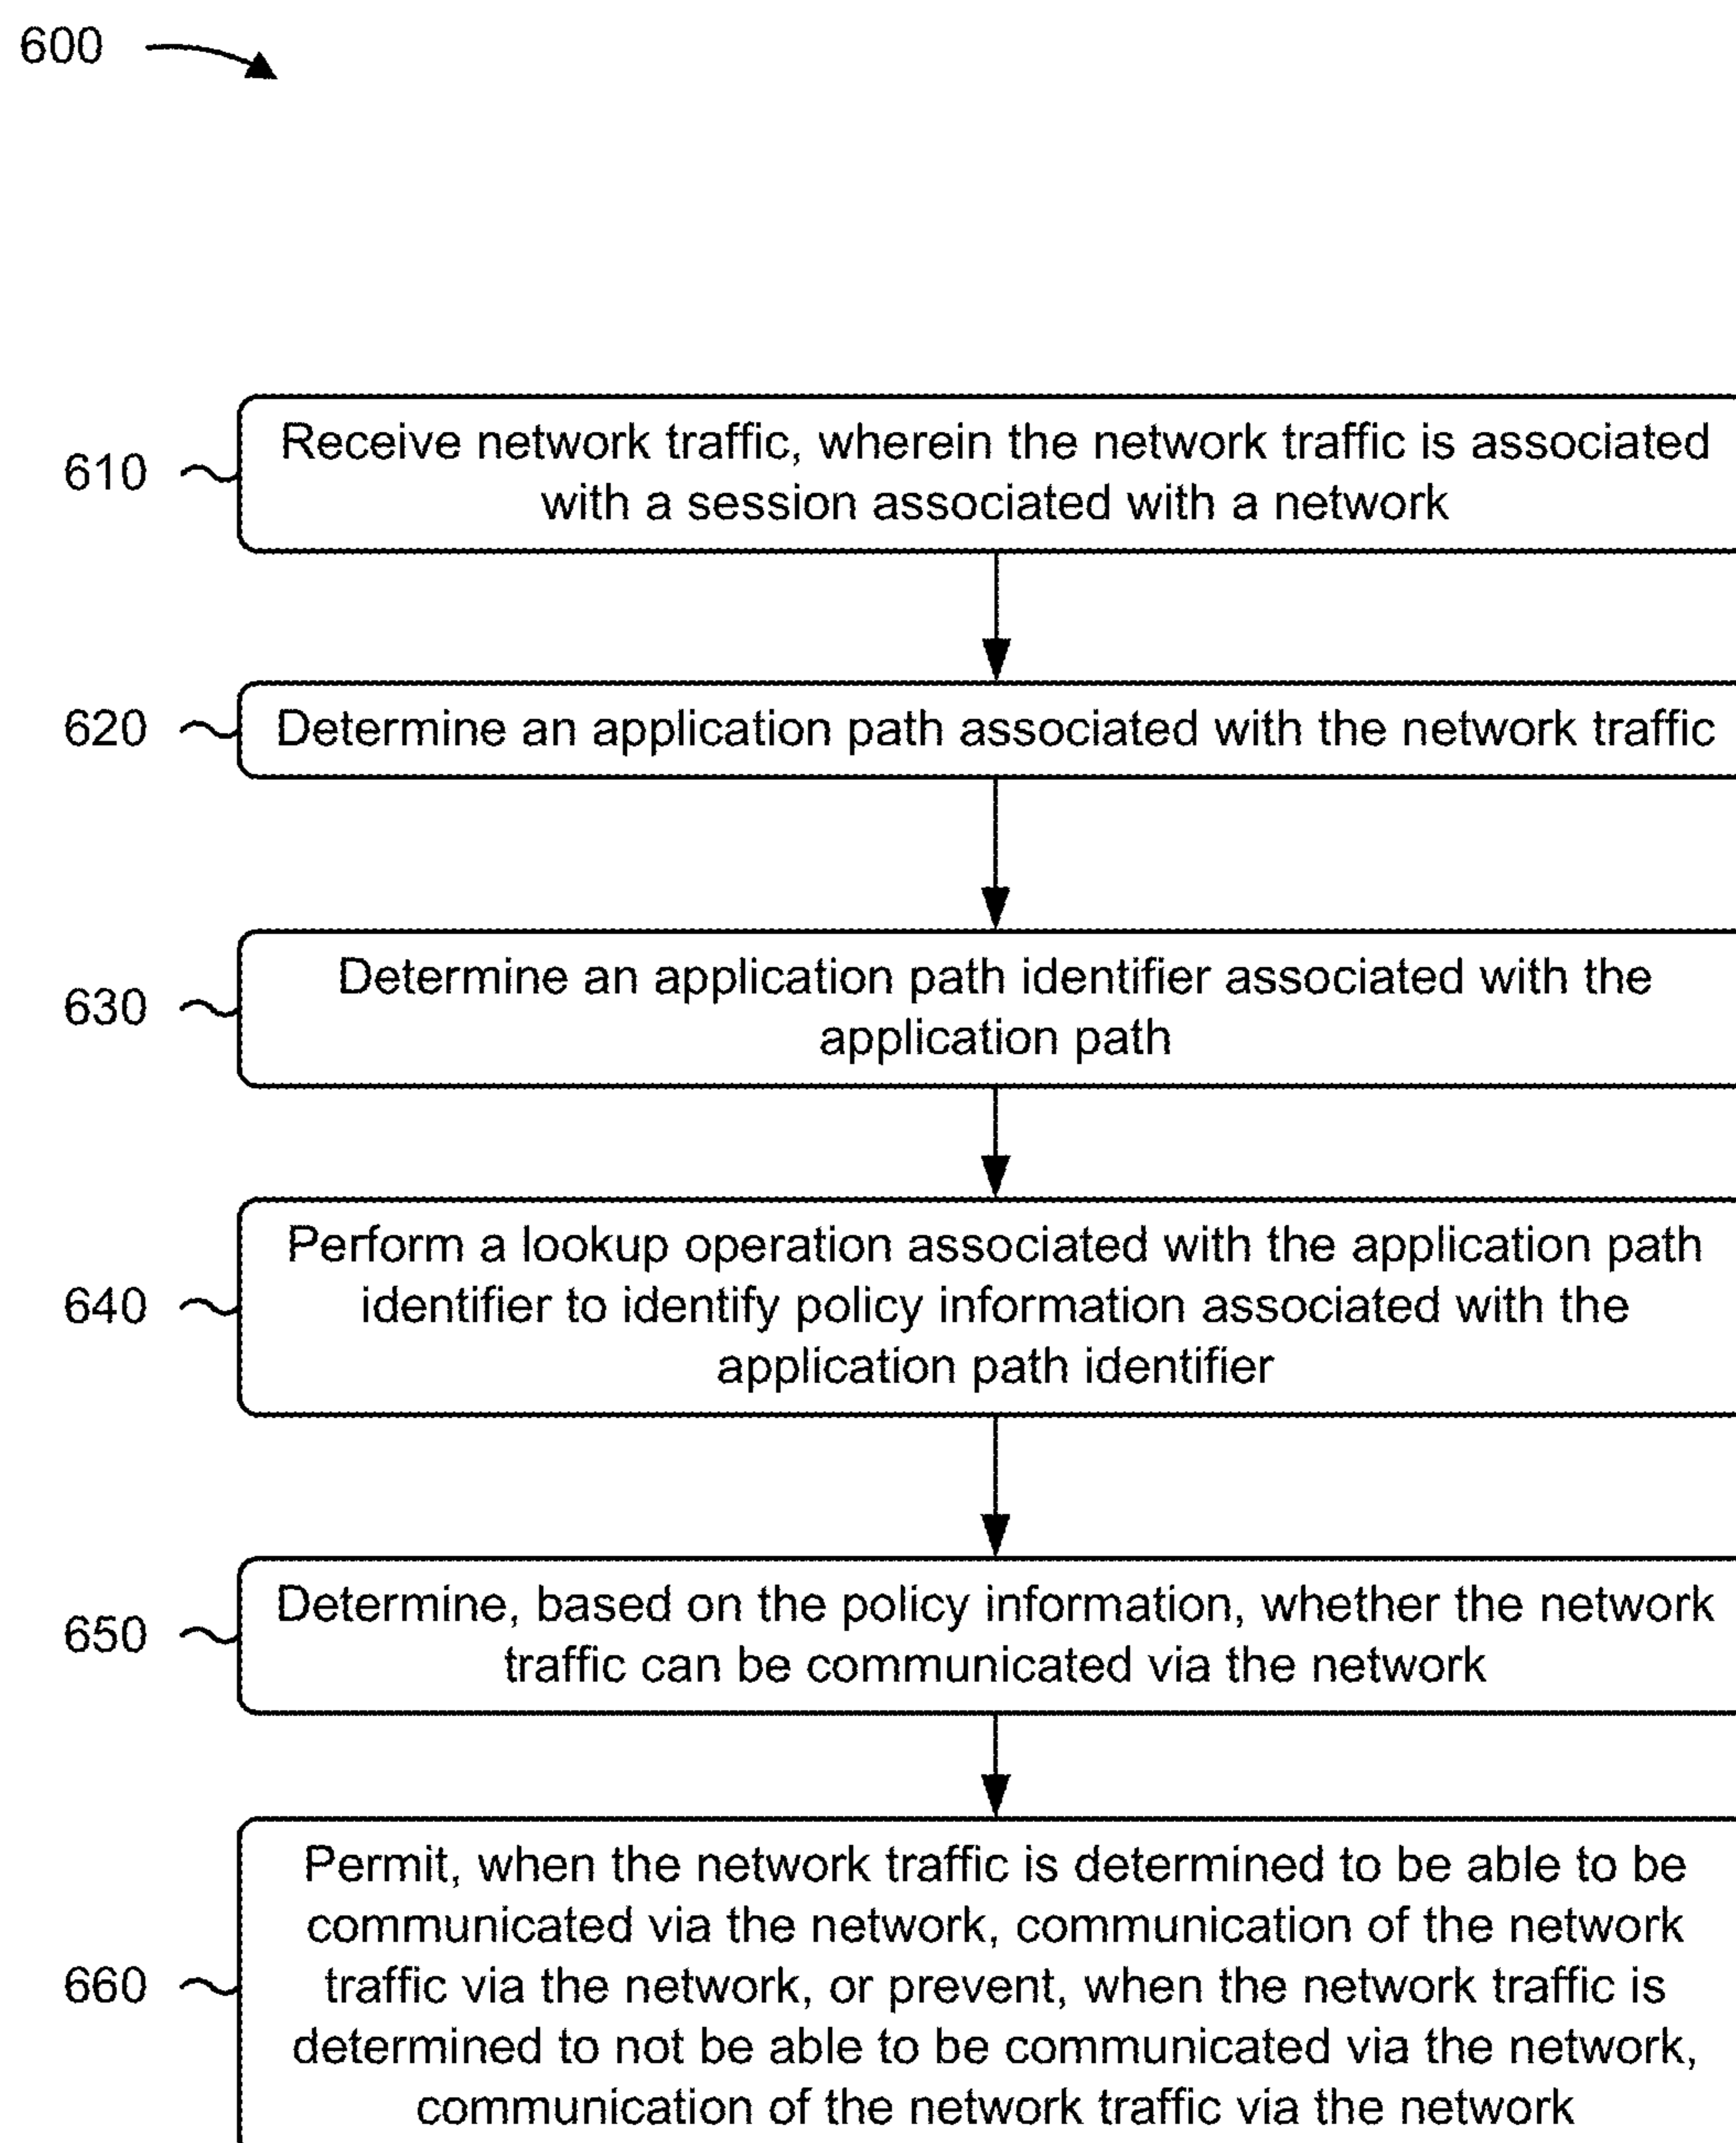 600
610
Receive network traffic, wherein the network traffic is associated
with a session associated with a network
620
Determine an application path associated with the network traffic
630
Determine an application path identifier associated with the
application path
640
Perform a lookup operation associated with the application path
identifier to identify policy information associated with the
application path identifier
650
Determine, based on the policy information, whether the network
traffic can be communicated via the network
660
Permit, when the network traffic is determined to be able to be
communicated via the network, communication of the network
traffic via the network, or prevent, when the network traffic is
determined to not be able to be communicated via the network,
communication of the network traffic via the network